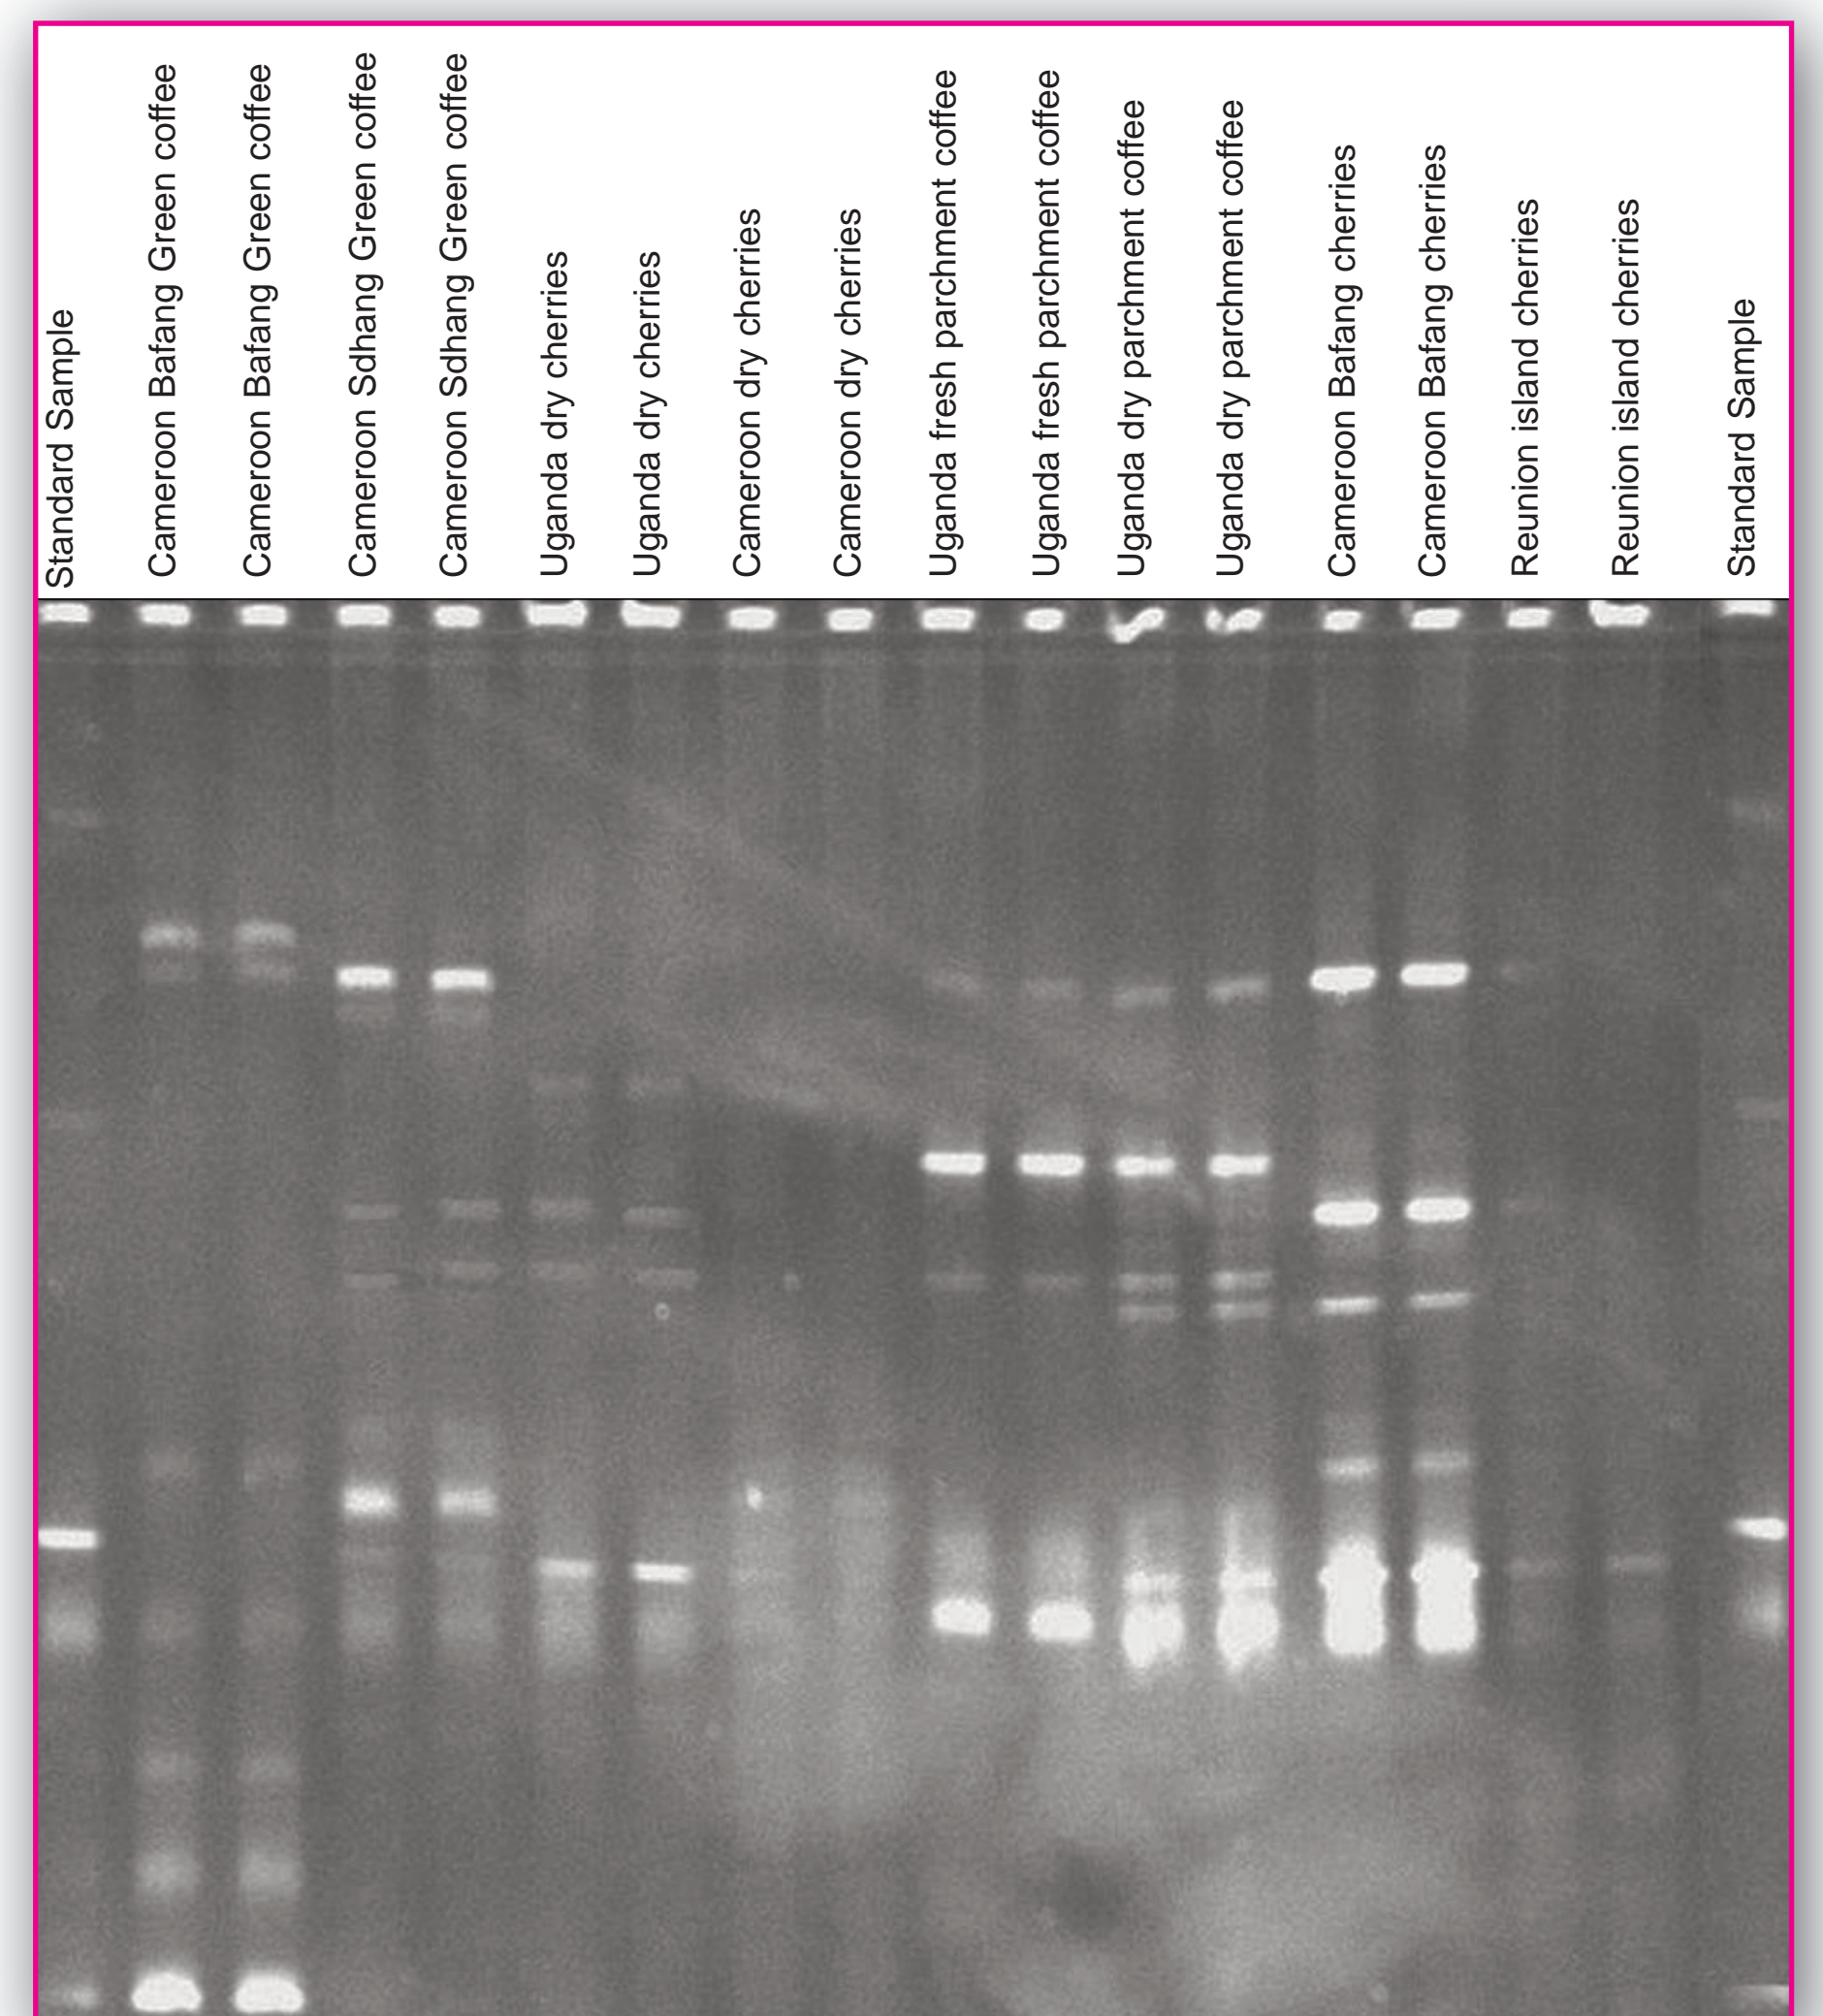 Standard Sample
Cameroon Bafang Green coffee
Cameroon Bafang Green coffee
Cameroon Sdhang Green coffee
Cameroon Sdhang Green coffee
Uganda dry cherries
Uganda dry cherries
Cameroon dry cherries
Cameroon dry cherries
Uganda fresh parchment coffee
Uganda fresh parchment coffee
Uganda dry parchment coffee
Uganda dry parchment coffee
Cameroon Bafang cherries
Cameroon Bafang cherries
Reunion island cherries
Reunion island cherries
Standard Sample